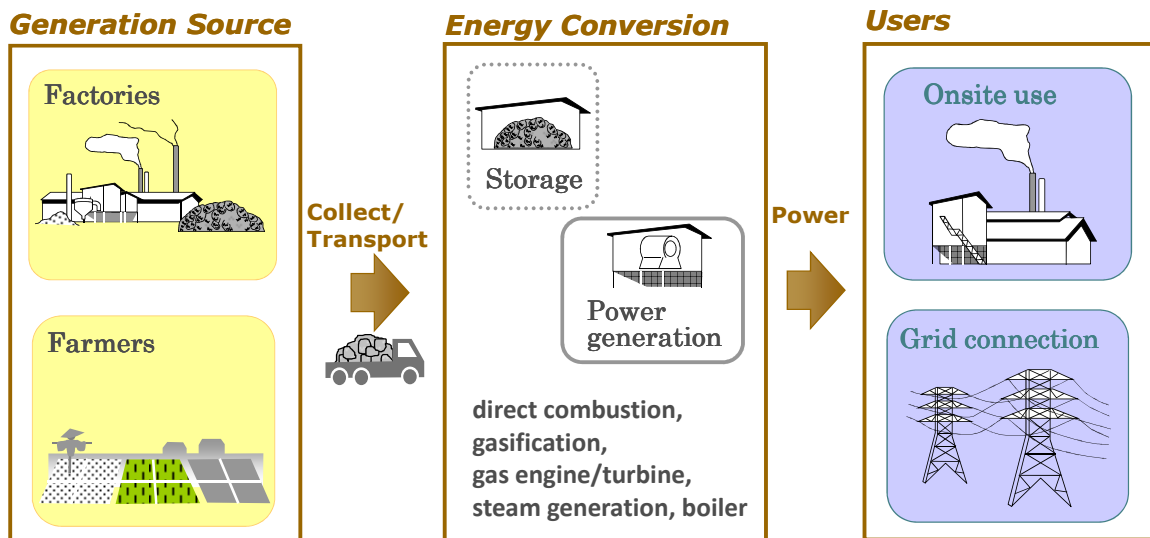 Generation Source
Factories
Farmers
Collect/
Transport
Energy Conversion
Storage
Power
generation
direct combustion,
gasification,
gas engine/turbine,
steam generation, boiler
Power
Users
Onsite use
Grid connection